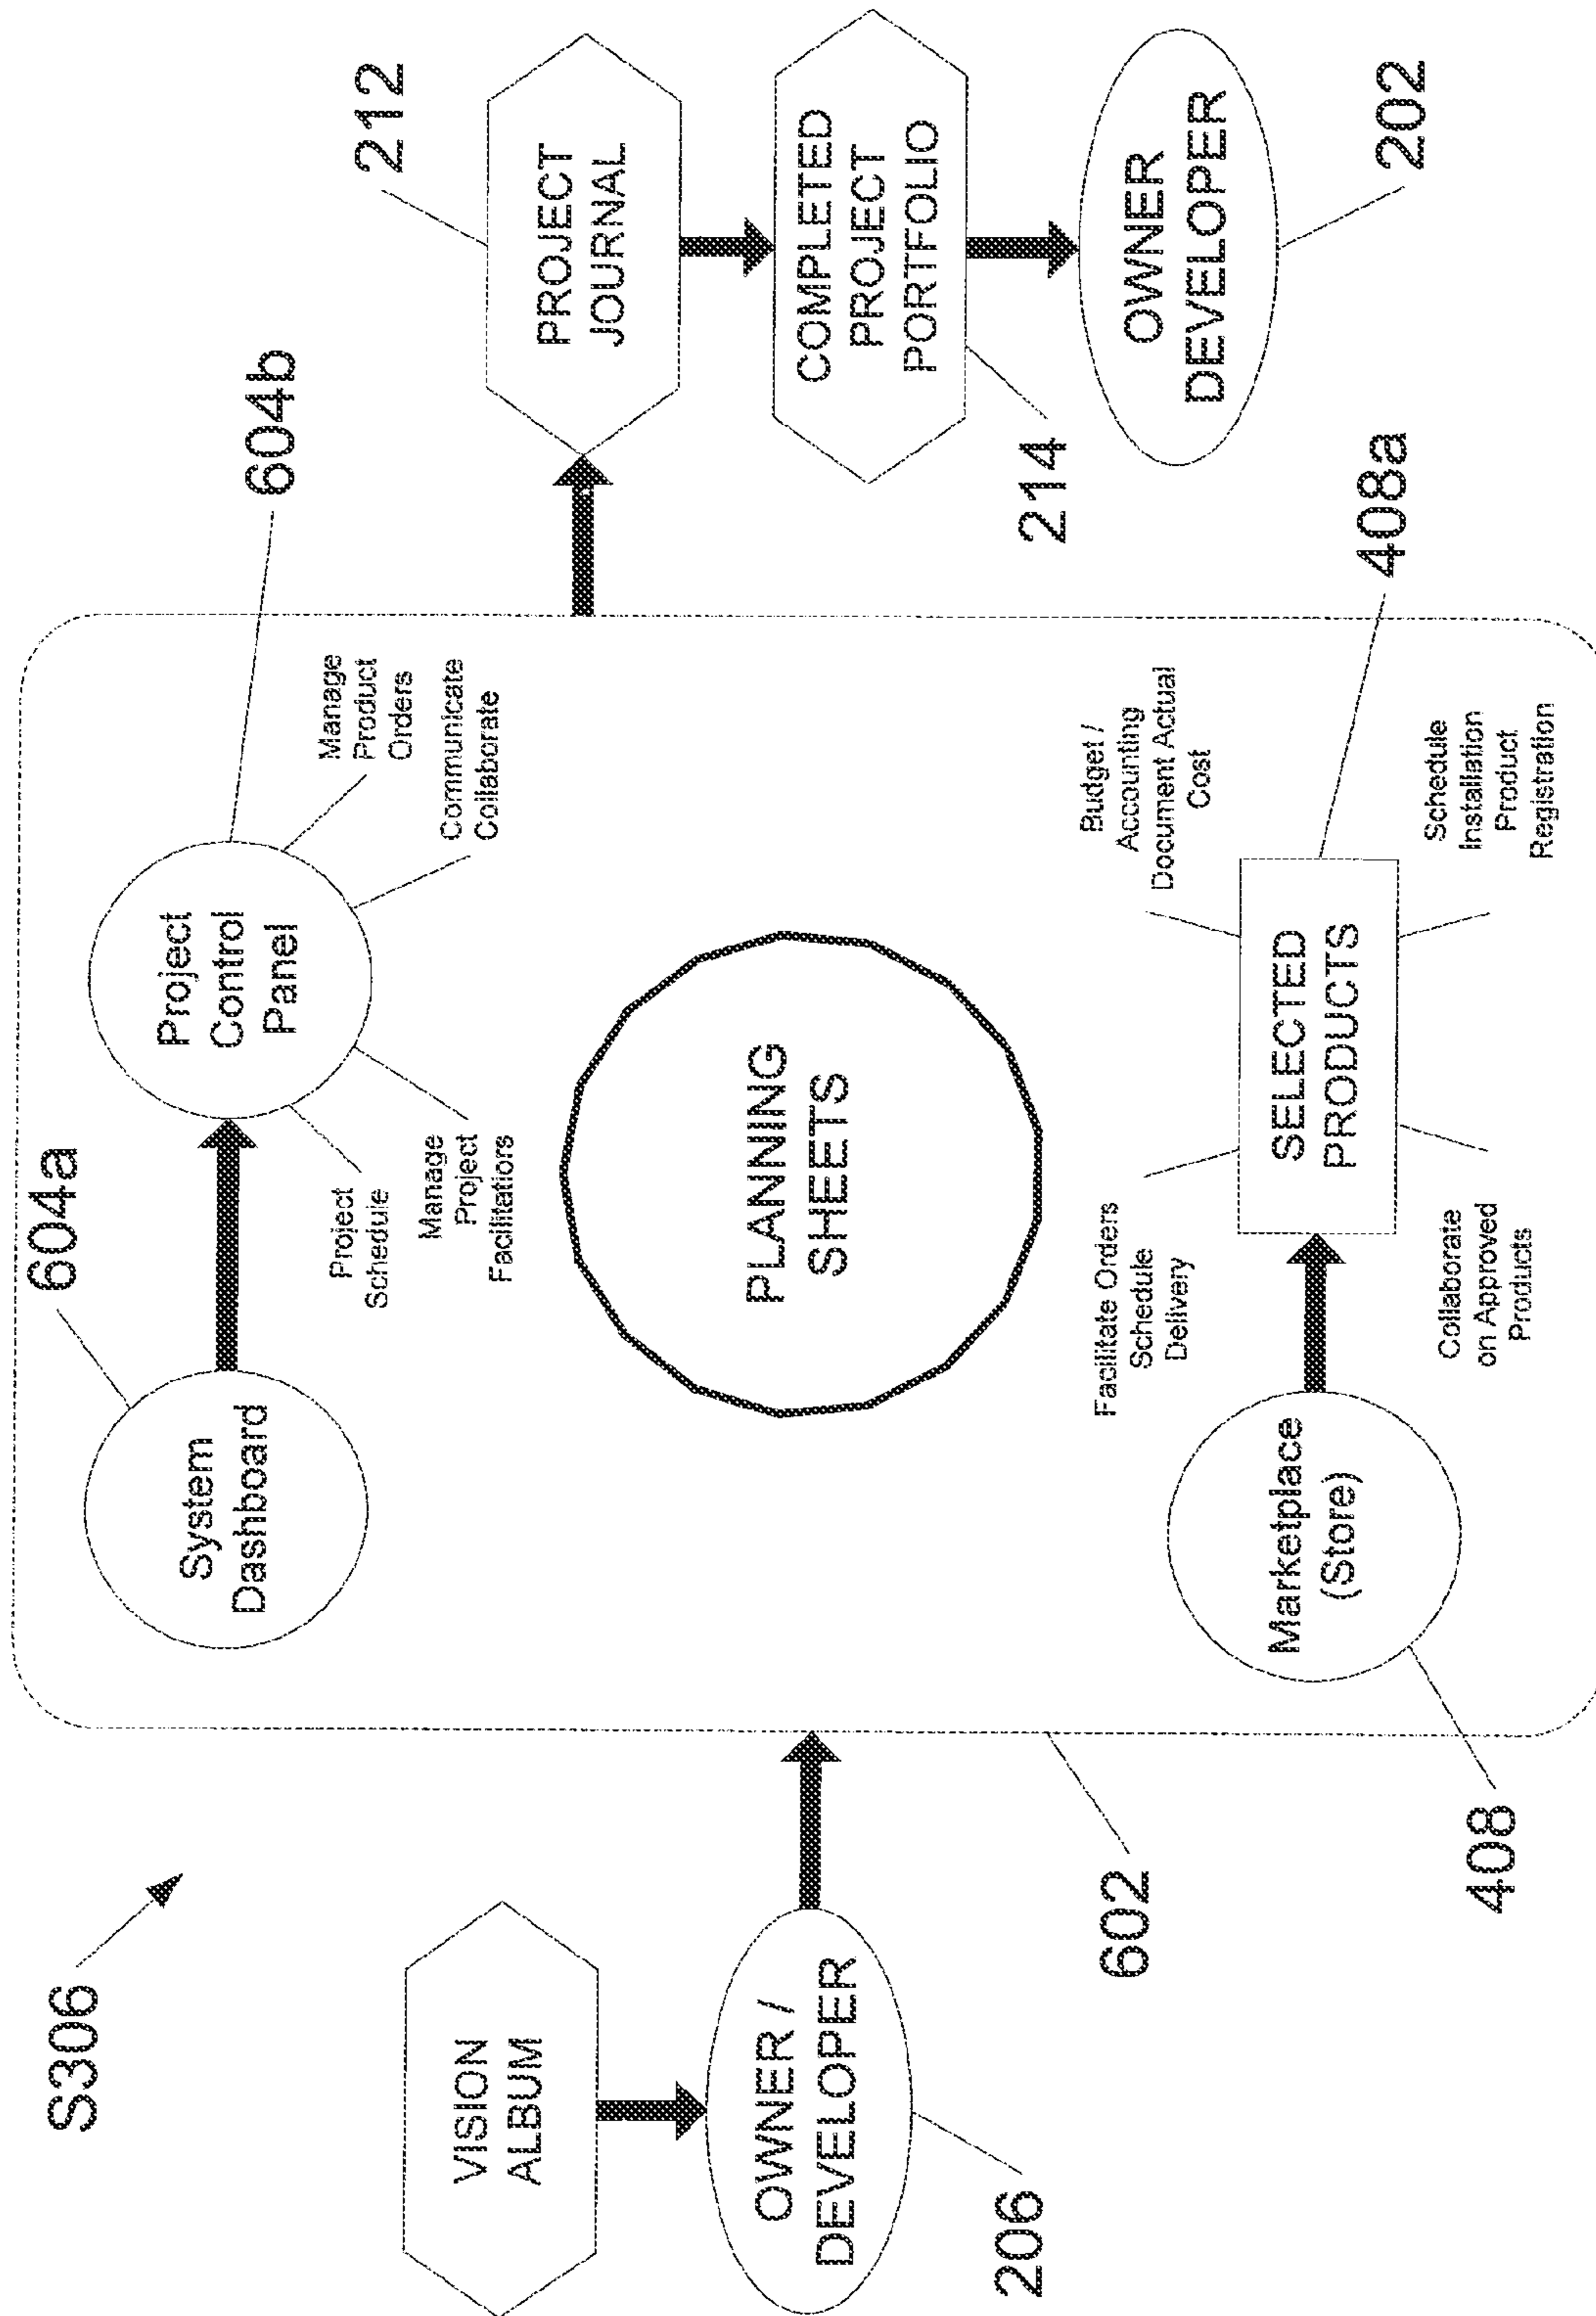 S306
VISION
ALBUM
OWNER /
DEVELOPER
206
602
604a
System
Dashboard
Project
Control
Panel
604b
Project
Schedule
Manage
Project
Facilitatiors
Manage
Product
Orders
Communicate
Collaborate
PLANNING
SHEETS
Marketplace
(Store)
408
SELECTED
PRODUCTS
408a
Facilitate Orders
Schedule
Delivery
Budget /
Accounting
Document Actual
Cost
Collaborate
on Approved
Products
Schedule
Installation
Product
Registration
212
PROJECT
JOURNAL
COMPLETED
PROJECT
PORTFOLIO
214
OWNER
DEVELOPER
202